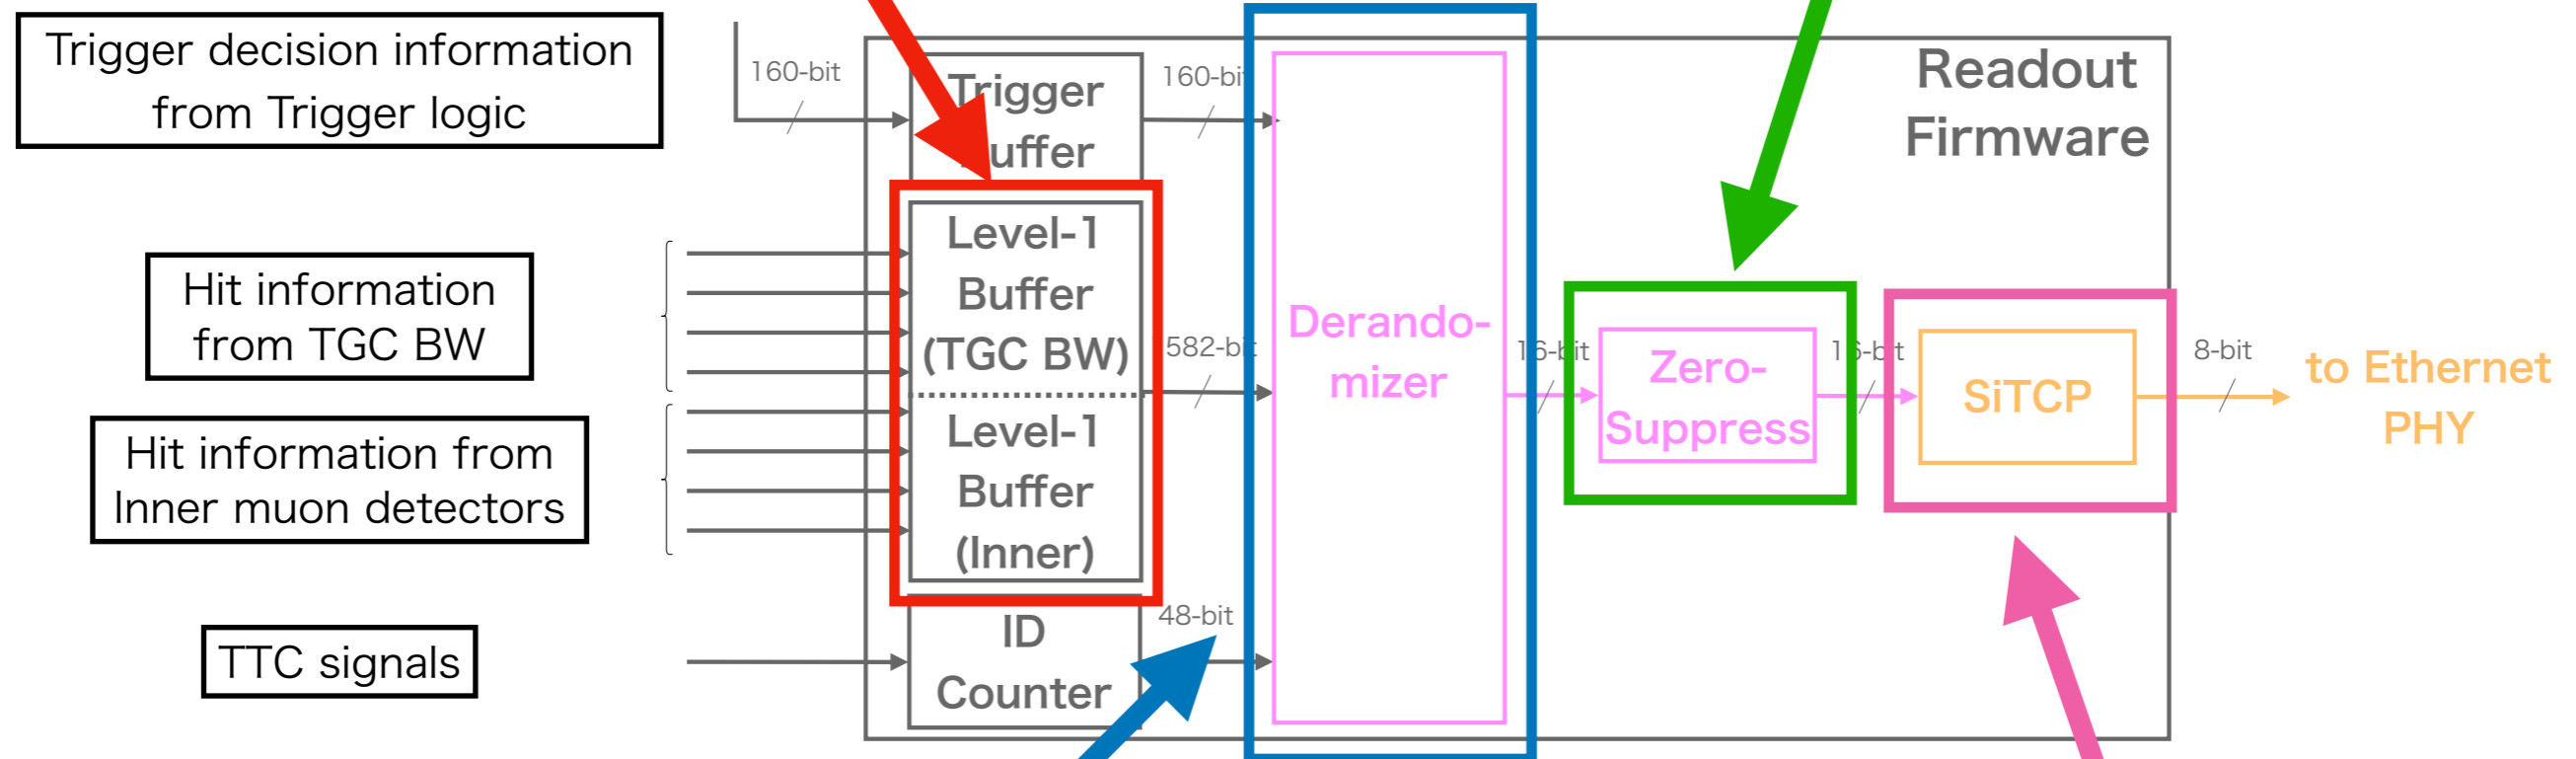 Trigger decision information
from Trigger logic
160-bit
Trigger
Buffer
160-bit
Readout
Firmware
Hit information
from TGC BW
Level-1
Buffer
(TGC BW)
582-bit
Derando-
mizer
16-bit
Zero-
Suppress
16-bit
SiTCP
8-bit
to Ethernet
PHY
Hit information from
Inner muon detectors
Level-1
Buffer
(Inner)
TTC signals
ID
Counter
48-bit